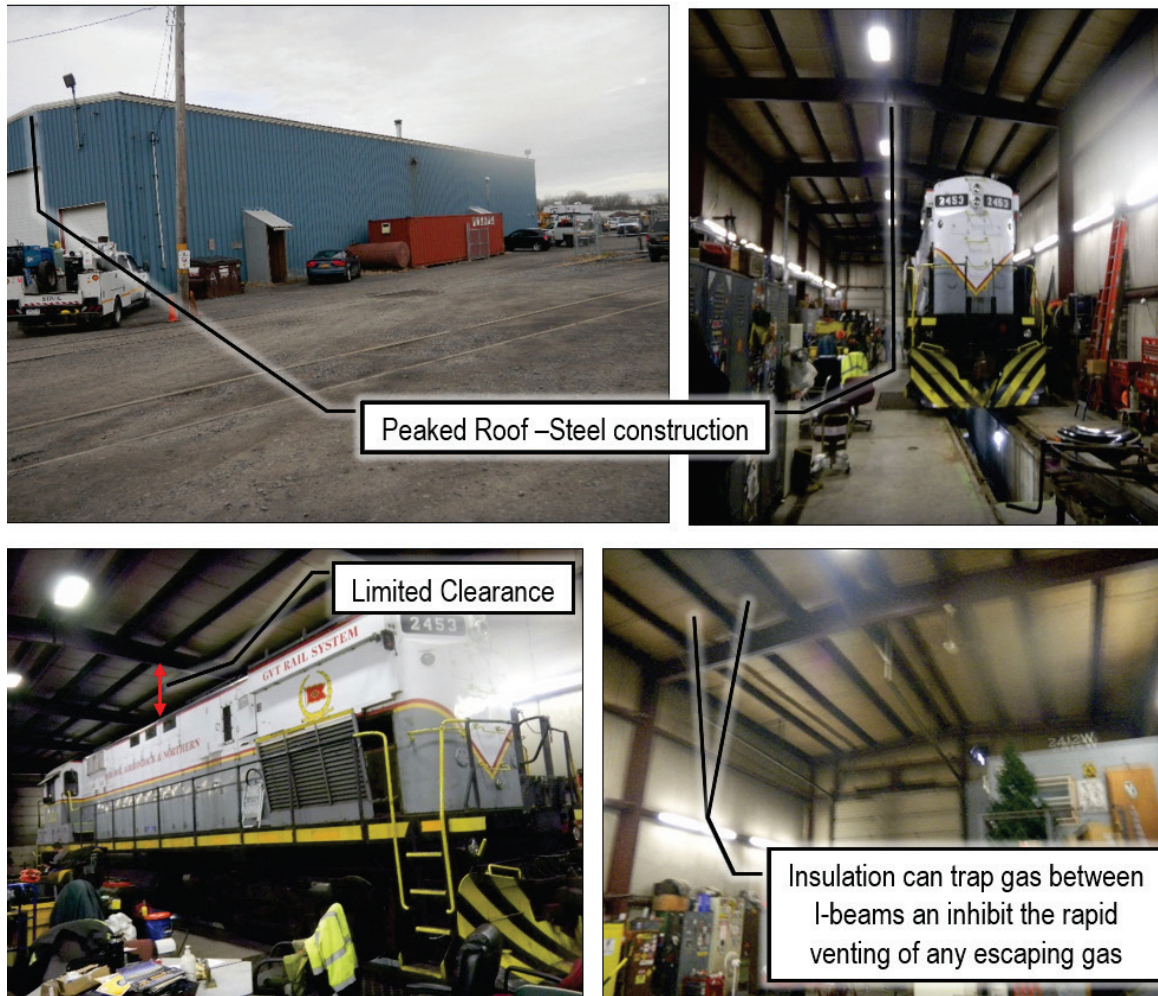 Peaked Roof –Steel construction
2453
2453
Limited Clearance
2453
GVT RAIL SYSTEM
Insulation can trap gas between
I-beams an inhibit the rapid
venting of any escaping gas